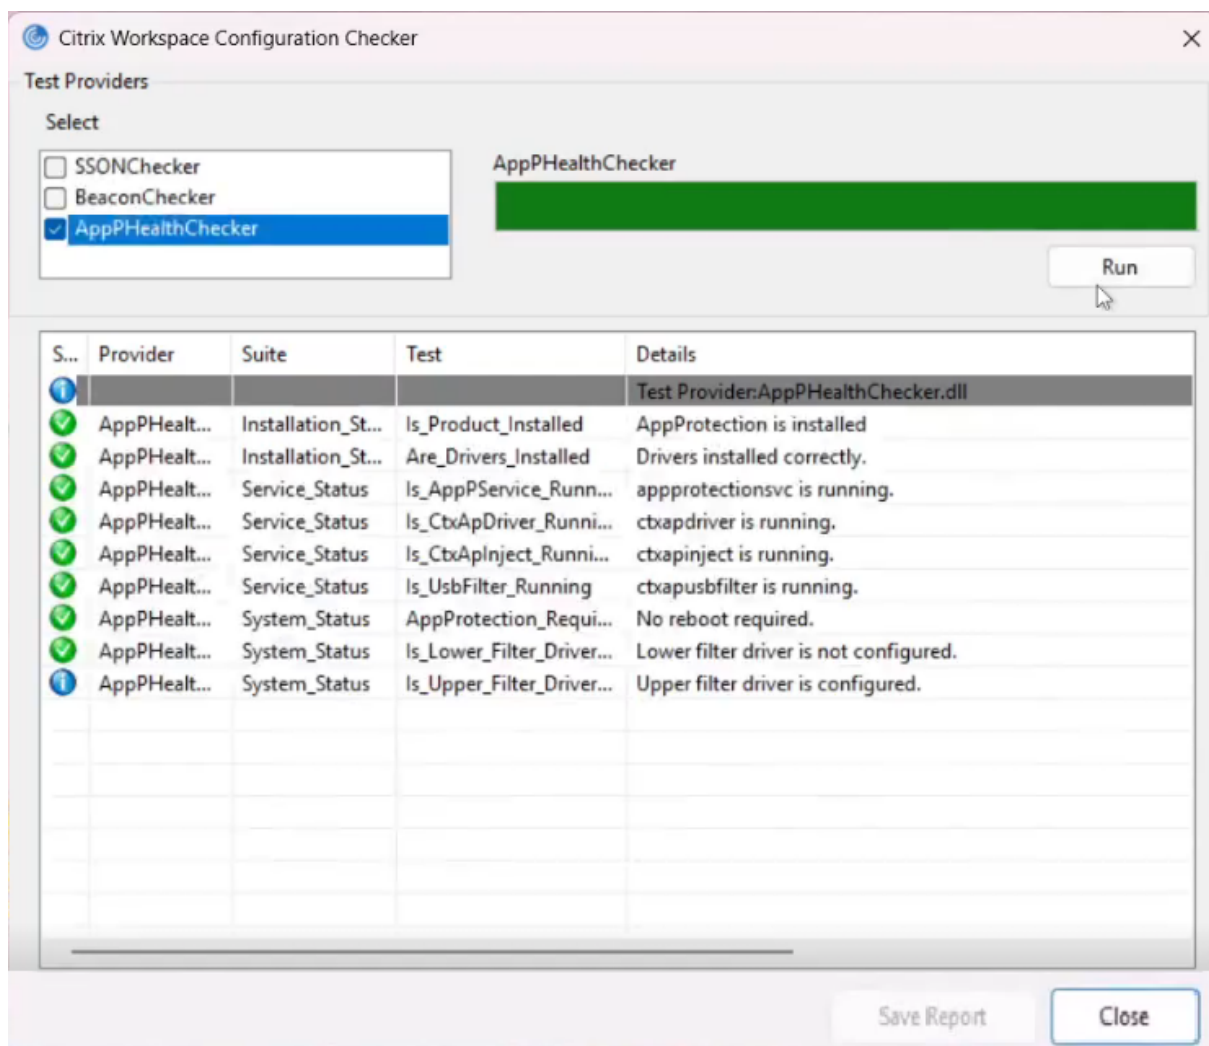 Citrix Workspace Configuration Checker
Test Providers
Select
SSONChecker
BeaconChecker
AppPHealthChecker
AppPHealthChecker
Run
S... Provider Suite Test Details
Test Provider:AppPHealthChecker.dll
AppPHealt... Installation_St... Is_Product_Installed AppProtection is installed
AppPHealt... Installation_St... Are_Drivers_Installed Drivers installed correctly.
AppPHealt... Service_Status Is_AppPService_Runn... appprotectionsvc is running.
AppPHealt... Service_Status Is_CtxApDriver_Runni... ctxapdriver is running.
AppPHealt... Service_Status Is_CtxApInject_Runni... ctxapinject is running.
AppPHealt... Service_Status Is_UsbFilter_Running ctxapusbfilter is running.
AppPHealt... System_Status AppProtection_Requi... No reboot required.
AppPHealt... System_Status Is_Lower_Filter_Driver... Lower filter driver is not configured.
AppPHealt... System_Status Is_Upper_Filter_Driver... Upper filter driver is configured.
Save Report Close